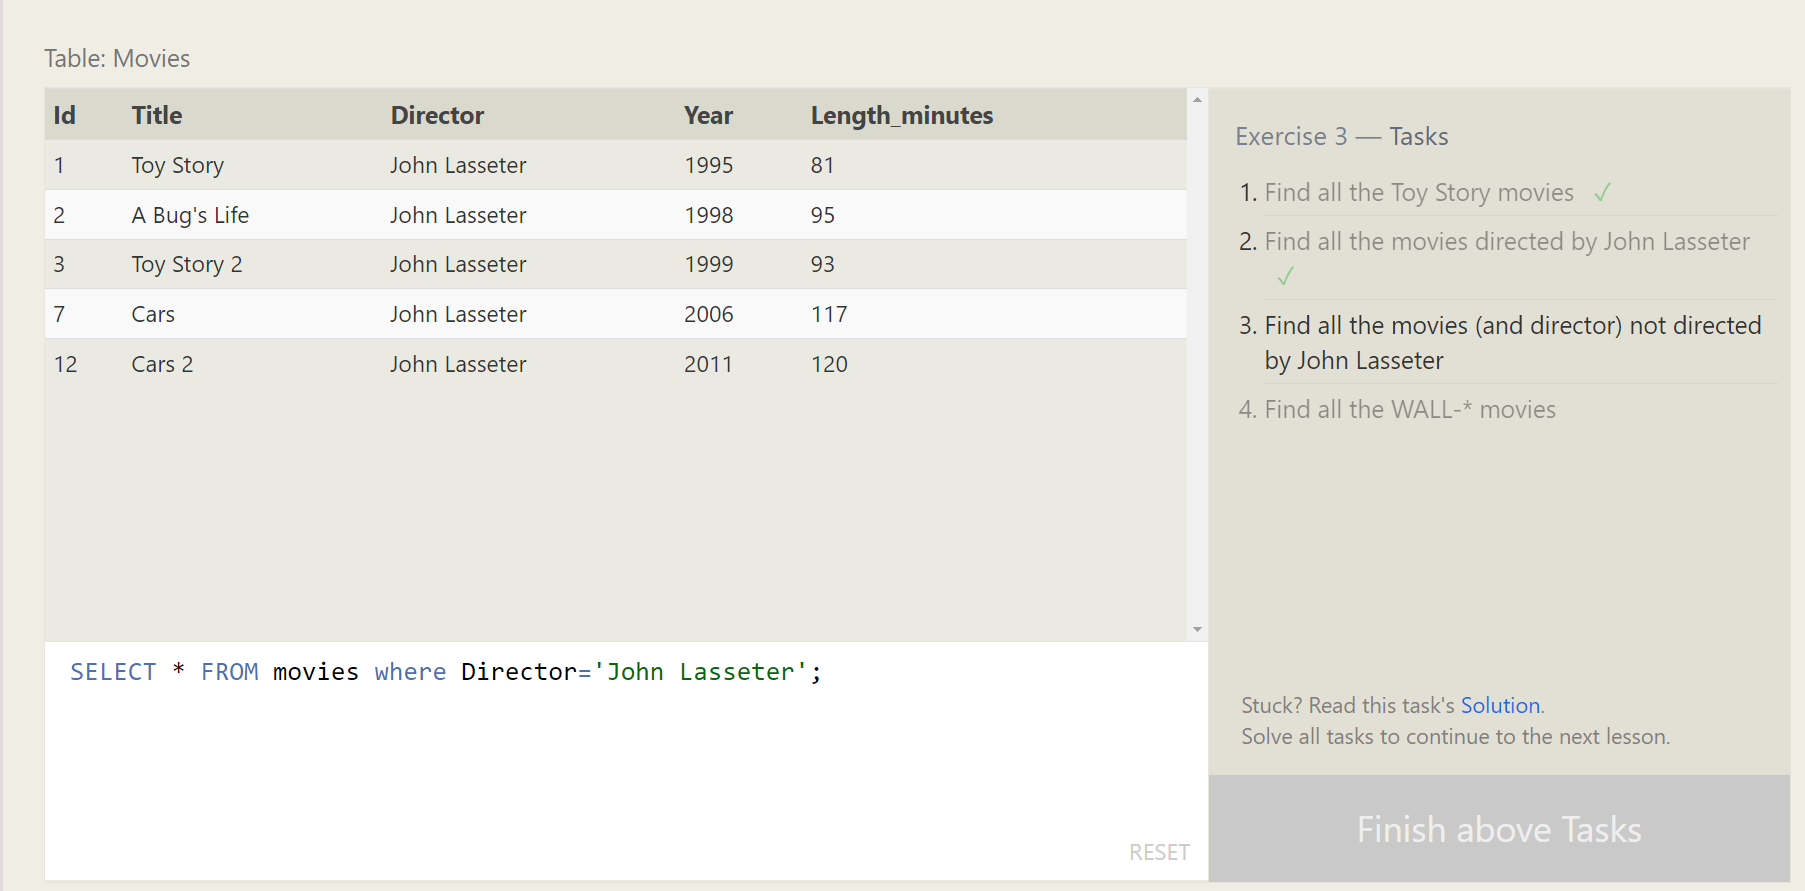 Table: Movies
Id Title Director Year Length_minutes
1 Toy Story John Lasseter 1995 81
2 A Bug's Life John Lasseter 1998 95
3 Toy Story 2 John Lasseter 1999 93
7 Cars John Lasseter 2006 117
12 Cars 2 John Lasseter 2011 120
SELECT * FROM movies where Director='John Lasseter';
RESET
Exercise 3 — Tasks
1. Find all the Toy Story movies ✓
2. Find all the movies directed by John Lasseter
✓
3. Find all the movies (and director) not directed
by John Lasseter
4. Find all the WALL-* movies
Stuck? Read this task's Solution.
Solve all tasks to continue to the next lesson.
Finish above Tasks